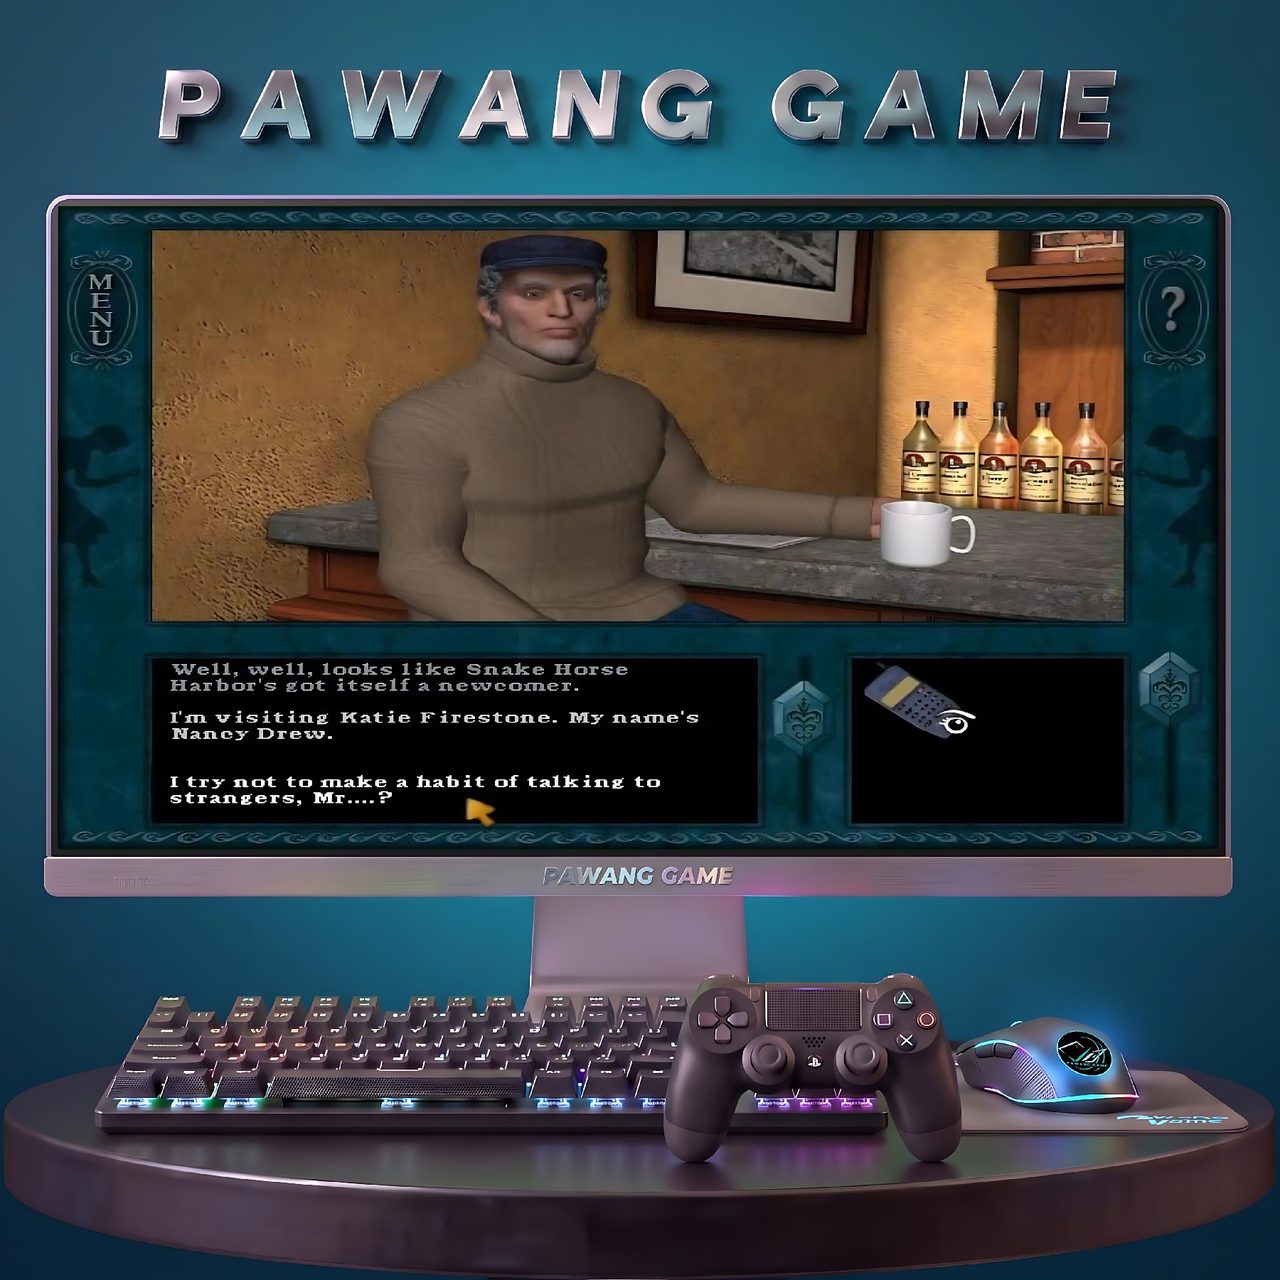 PAWANG GAME
MENU
?
Well, well, looks like Snake Horse
Harbor's got itself a newcomer.
I'm visiting Katie Firestone. My name's
Nancy Drew.
I try not to make a habit of talking to
strangers, Mr....?
PAWANG GAME